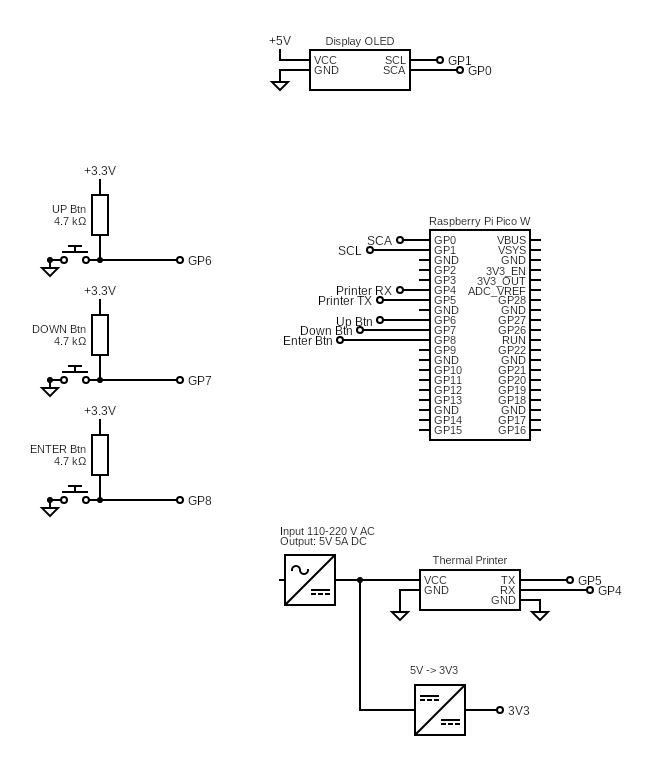 Display OLED
+5V
VCC
GND
SCL
SCA
GP1
GP0
+3.3V
UP Btn
4.7 kΩ
GP6
+3.3V
DOWN Btn
4.7 kΩ
GP7
+3.3V
ENTER Btn
4.7 kΩ
GP8
Raspberry Pi Pico W
SCA
SCL
Printer RX
Printer TX
Up Btn
Down Btn
Enter Btn
GP0 VBUS
GP1 VSYS
GND GND
GP2 3V3_EN
GP3 3V3_OUT
GP4 ADC_VREF
GP5 GP28
GND GND
GP6 GP27
GP7 GP26
GP8 RUN
GP9 GP22
GND GND
GP10 GP21
GP11 GP20
GP12 GP19
GP13 GP18
GND GND
GP14 GP17
GP15 GP16
Input 110-220 V AC
Output: 5V 5A DC
Thermal Printer
VCC
GND
TX
RX
GND
GP5
GP4
5V -> 3V3
3V3